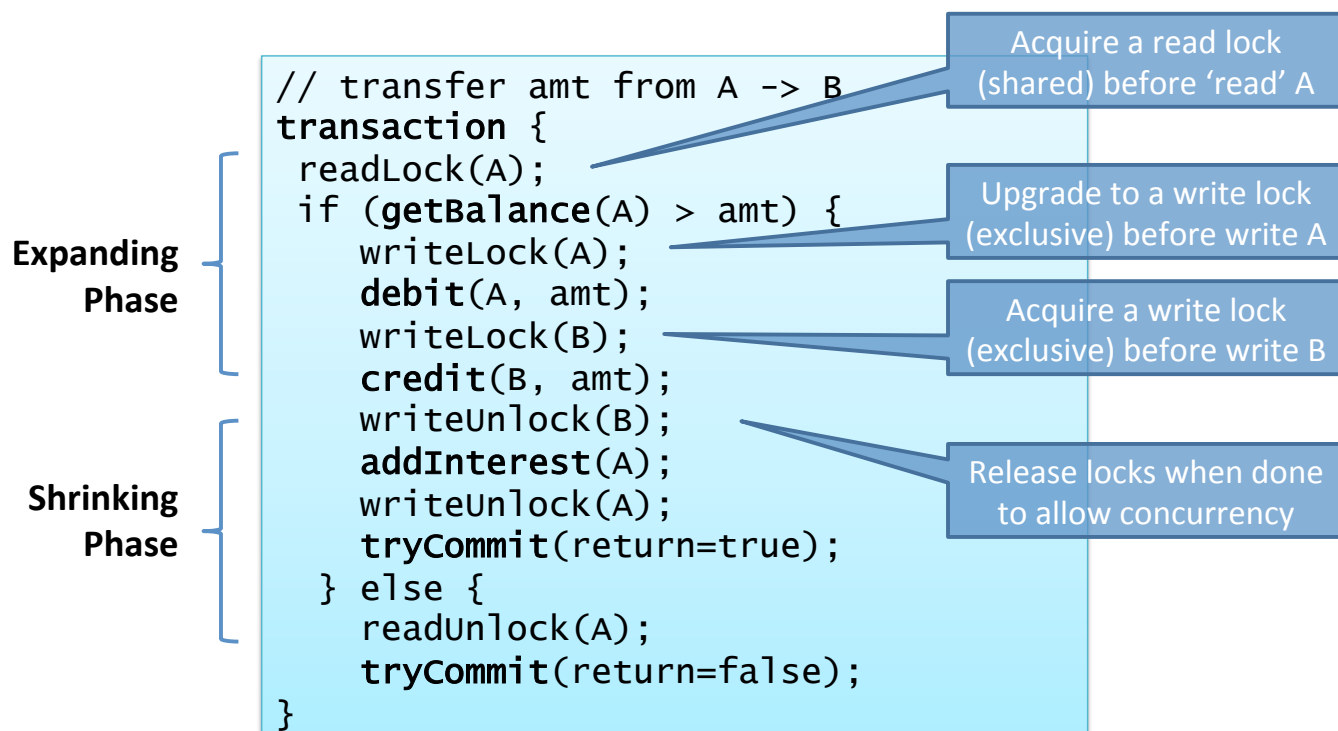 // transfer amt from A -> B
transaction {
readLock(A);
if (getBalance(A) > amt) {
writeLock(A);
debit(A, amt);
writeLock(B);
credit(B, amt);
writeUnlock(B);
addInterest(A);
writeUnlock(A);
tryCommit(return=true);
} else {
readUnlock(A);
tryCommit(return=false);
}
Expanding
Phase
Shrinking
Phase
Acquire a read lock
(shared) before ‘read’ A
Upgrade to a write lock
(exclusive) before write A
Acquire a write lock
(exclusive) before write B
Release locks when done
to allow concurrency